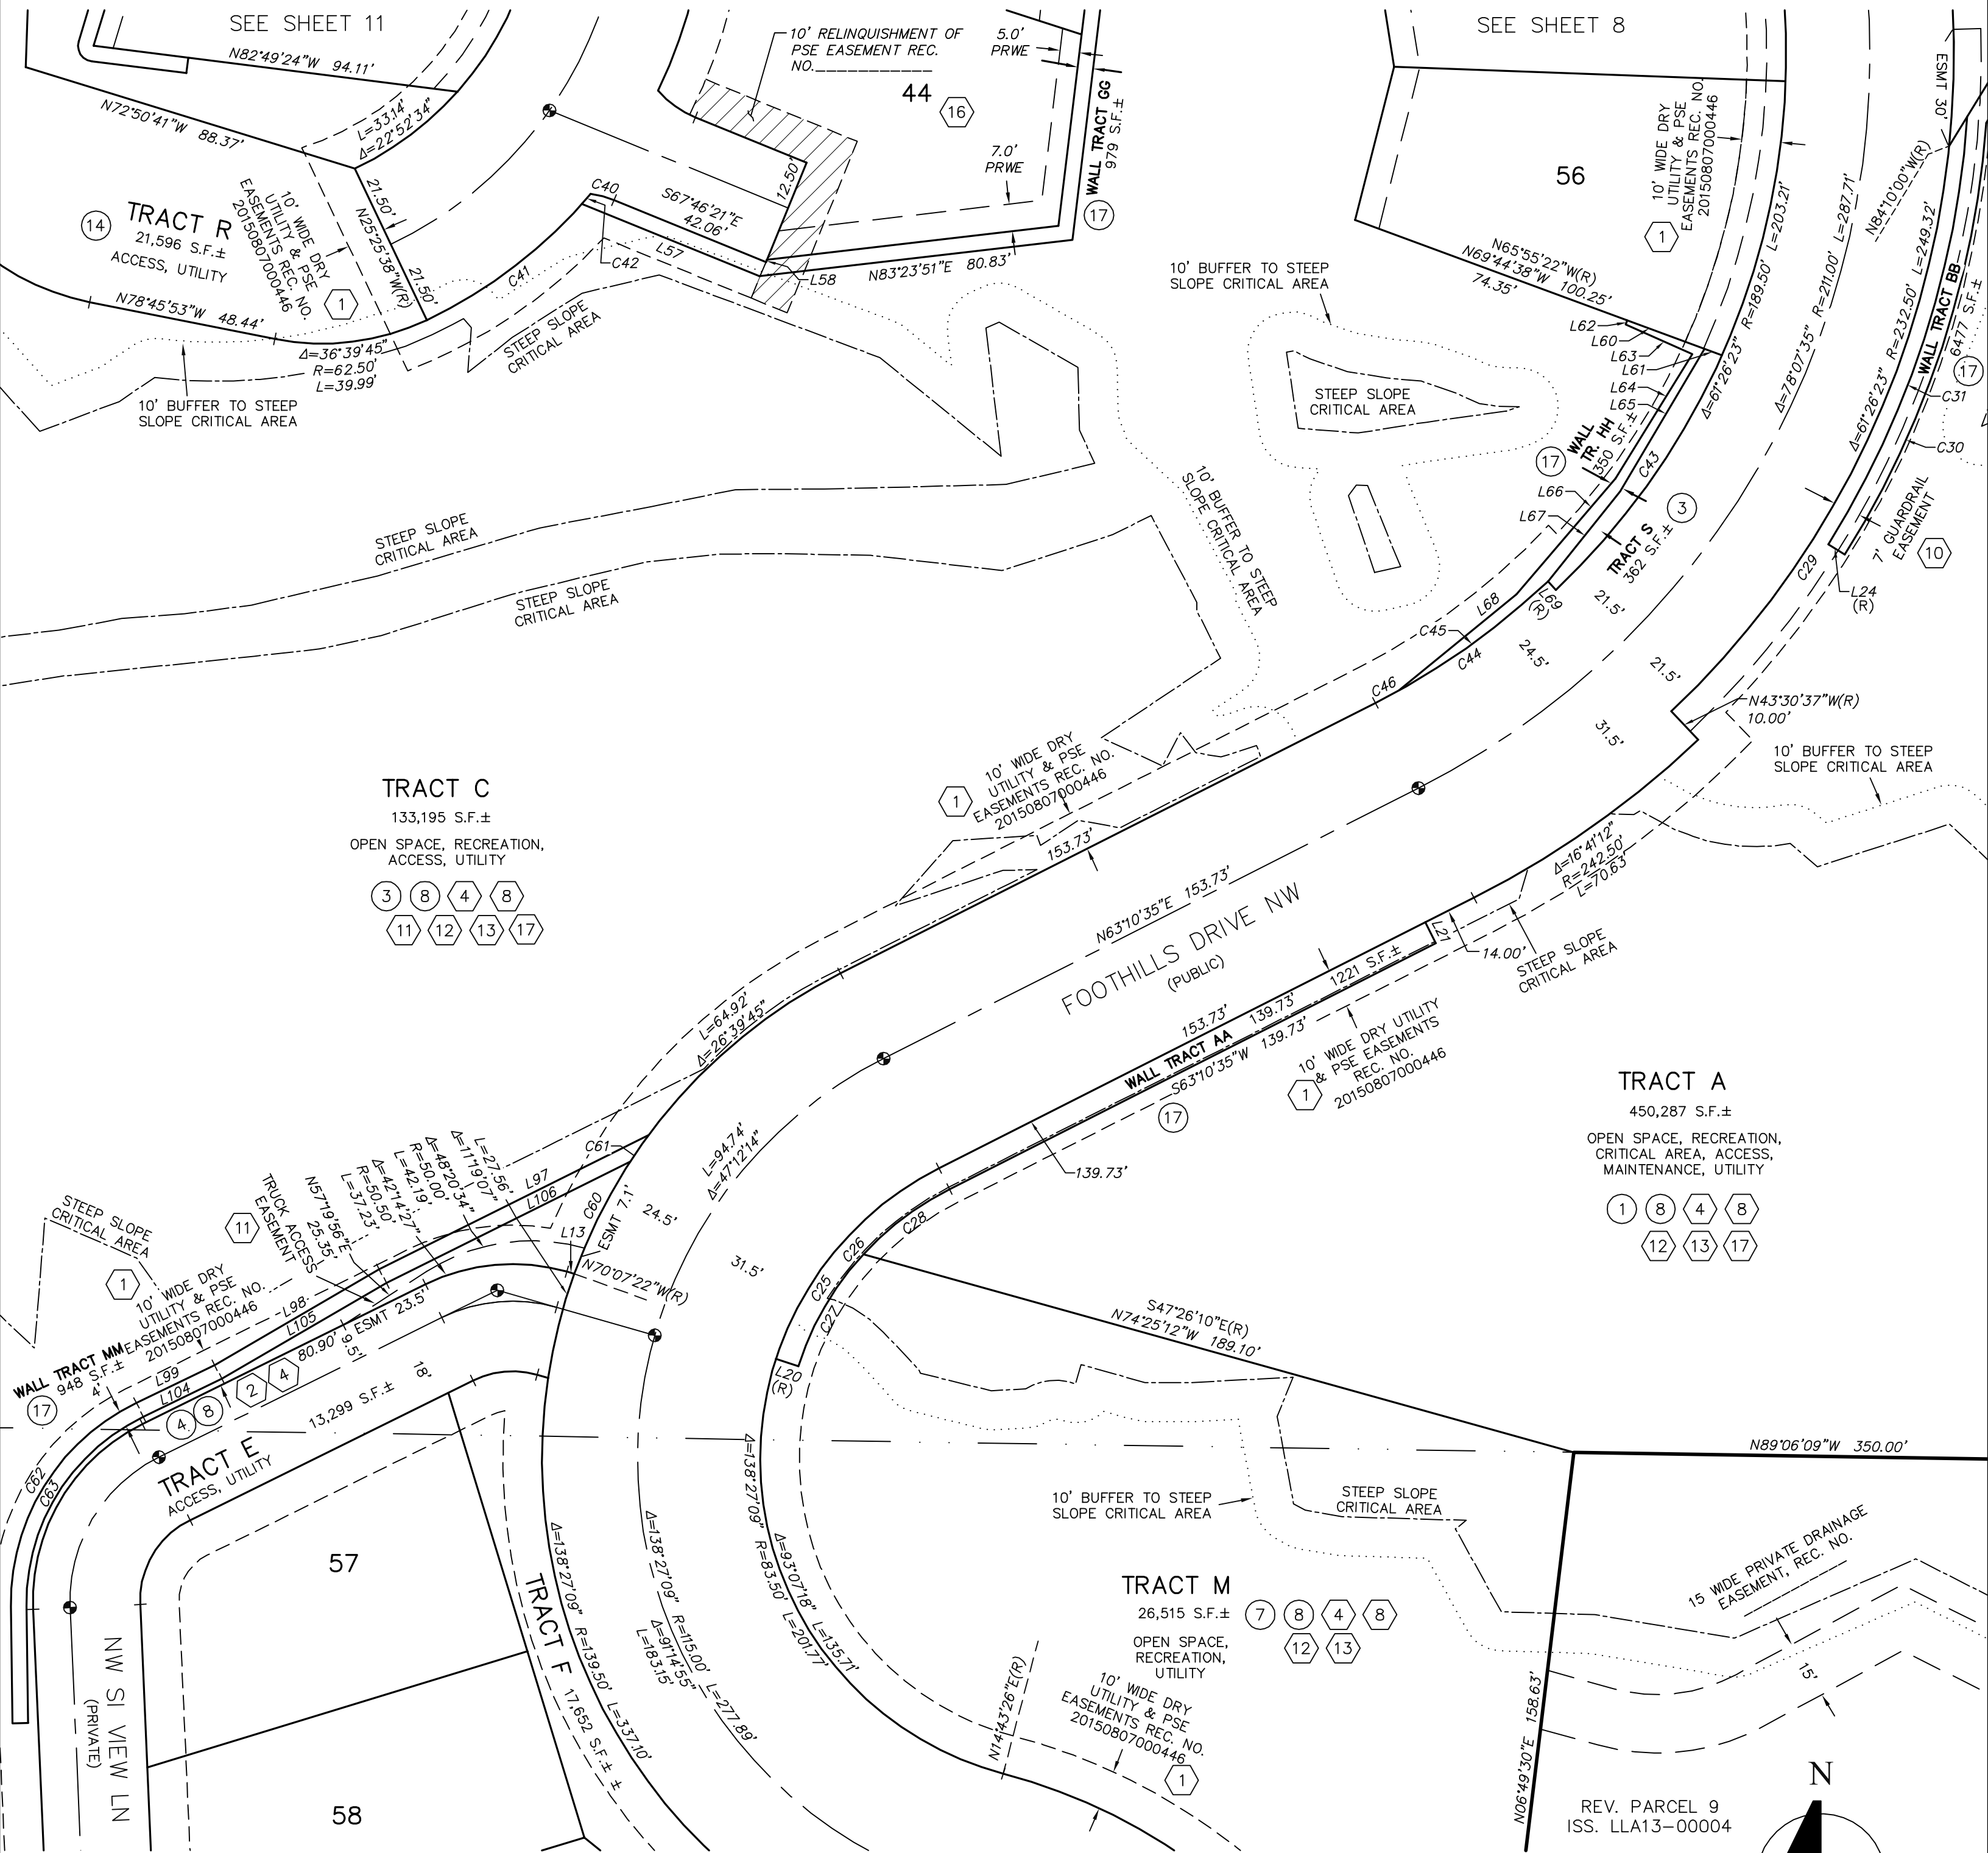 SEE SHEET 11
N82°49'24"W 94.11'
N72°50'41"W 88.37'
L=33.14'
Δ=22°52'34"
10' RELINQUISHMENT OF
PSE EASEMENT REC.
NO.____________
44
16
5.0'
PRWE
7.0'
PRWE
WALL TRACT GG
979 S.F.±
17
12.50'
C40
S67°46'21"E
42.06'
C42
L57
L58
N83°23'51"E 80.83'
C41
21.50'
N25°25'38"W(R)
21.50'
14
TRACT R
21,596 S.F.±
ACCESS, UTILITY
10' WIDE DRY
UTILITY & PSE
EASEMENTS REC. NO.
20150807000446
1
N78°45'53"W 48.44'
Δ=36°39'45"
R=62.50'
L=39.99'
10' BUFFER TO STEEP
SLOPE CRITICAL AREA
STEEP SLOPE
CRITICAL AREA
SEE SHEET 8
56
10' WIDE DRY
UTILITY & PSE
EASEMENTS REC. NO.
20150807000446
1
ESM'T 30'
N84°10'00"W(R)
L=203.21'
R=189.50'
Δ=61°26'23"
L=287.71'
R=211.00'
Δ=78°07'35"
L=249.32'
R=232.50'
Δ=61°26'23"
WALL TRACT BB
6477 S.F.±
17
C31
C30
7' GUARDRAIL
EASEMENT
10
C29
L24
(R)
N65°55'22"W(R)
N69°44'38"W 100.25'
74.35'
L62
L60
L63
L61
L64
L65
WALL
TR. HH
350 S.F.±
17
C43
L66
L67
TRACT S
362 S.F.±
3
L69
(R)
L68
C45
C44
C46
21.5'
24.5'
21.5'
31.5'
N43°30'37"W(R)
10.00'
10' BUFFER TO STEEP
SLOPE CRITICAL AREA
10' BUFFER TO STEEP
SLOPE CRITICAL AREA
STEEP SLOPE
CRITICAL AREA
10' BUFFER TO STEEP
SLOPE CRITICAL AREA
STEEP SLOPE
CRITICAL AREA
STEEP SLOPE
CRITICAL AREA
TRACT C
133,195 S.F.±
OPEN SPACE, RECREATION,
ACCESS, UTILITY
3 8 4 8
11 12 13 17
1
10' WIDE DRY
UTILITY & PSE
EASEMENTS REC. NO.
20150807000446
153.73'
N63°10'35"E 153.73'
FOOTHILLS DRIVE NW
(PUBLIC)
Δ=16°41'12"
R=242.50'
L=70.63'
L21
14.00'
STEEP SLOPE
CRITICAL AREA
1221 S.F.±
153.73'
139.73'
WALL TRACT AA
S63°10'35"W 139.73'
17
10' WIDE DRY UTILITY
& PSE EASEMENTS
REC. NO.
20150807000446
1
139.73'
TRACT A
450,287 S.F.±
OPEN SPACE, RECREATION,
CRITICAL AREA, ACCESS,
MAINTENANCE, UTILITY
1 8 4 8
12 13 17
L=64.92'
Δ=26°39'45"
L=94.74'
Δ=47°12'14"
C61
C60
L97
L106
L13
ESMT 7.1'
24.5'
31.5'
N70°07'22"W(R)
L=27.56'
Δ=11°19'07"
Δ=48°20'34"
R=50.00'
L=42.19'
Δ=42°14'27"
R=50.50'
L=37.23'
N57°19'56"E
25.35'
TRUCK ACCESS
EASEMENT
11
STEEP SLOPE
CRITICAL AREA
1
10' WIDE DRY
UTILITY & PSE
EASEMENTS REC. NO.
20150807000446
WALL TRACT MM
948 S.F.±
17
4'
L98
L105
L99
L104
80.90'
ESMT 23.5'
9.5'
18'
2 4
4 8
13,299 S.F.±
TRACT E
ACCESS, UTILITY
C62
C63
C28
C26
C25
C27
L20
(R)
S47°26'10"E(R)
N74°25'12"W 189.10'
N89°06'09"W 350.00'
57
58
NW SI VIEW LN
(PRIVATE)
TRACT F 17,652 S.F.± ±
Δ=138°27'09" R=139.50' L=337.10'
Δ=138°27'09" R=115.00' L=277.89'
Δ=91°14'55"
L=183.15'
Δ=138°27'09" R=83.50' L=201.77'
Δ=93°07'18" L=135.71'
10' BUFFER TO STEEP
SLOPE CRITICAL AREA
STEEP SLOPE
CRITICAL AREA
TRACT M
26,515 S.F.±
OPEN SPACE,
RECREATION,
UTILITY
7 8 4 8
12 13
N14°43'26"E(R)
10' WIDE DRY
UTILITY & PSE
EASEMENTS REC. NO.
20150807000446
1
15 WIDE PRIVATE DRAINAGE
EASEMENT, REC. NO.
15'
N06°49'30"E 158.63'
REV. PARCEL 9
ISS. LLA13-00004
N